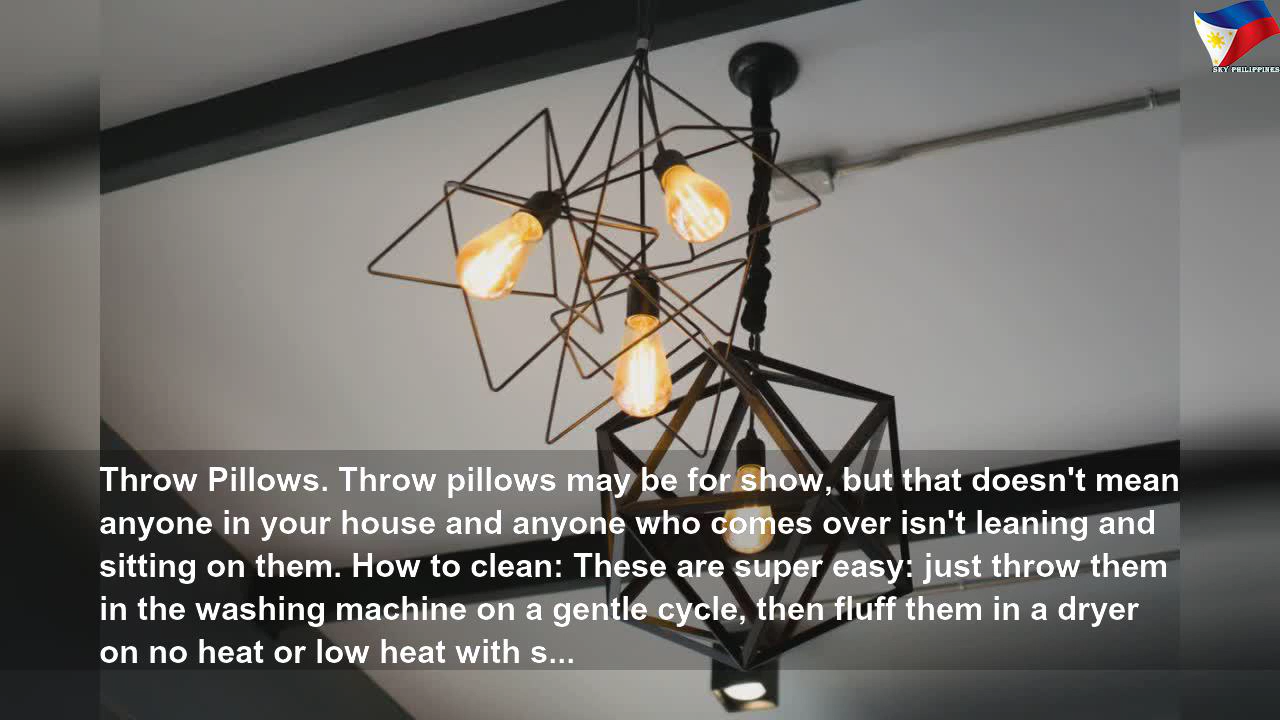 SKY PHILIPPINES
Throw Pillows. Throw pillows may be for show, but that doesn't mean
anyone in your house and anyone who comes over isn't leaning and
sitting on them. How to clean: These are super easy: just throw them
in the washing machine on a gentle cycle, then fluff them in a dryer
on no heat or low heat with s...